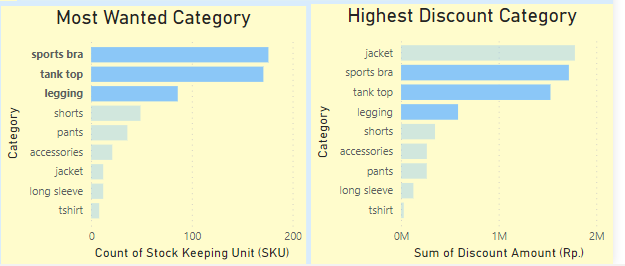 Most Wanted Category
Category
sports bra
tank top
legging
shorts
pants
accessories
jacket
long sleeve
tshirt
0 100 200
Count of Stock Keeping Unit (SKU)
Highest Discount Category
Category
jacket
sports bra
tank top
legging
shorts
accessories
pants
long sleeve
tshirt
0M 1M 2M
Sum of Discount Amount (Rp.)